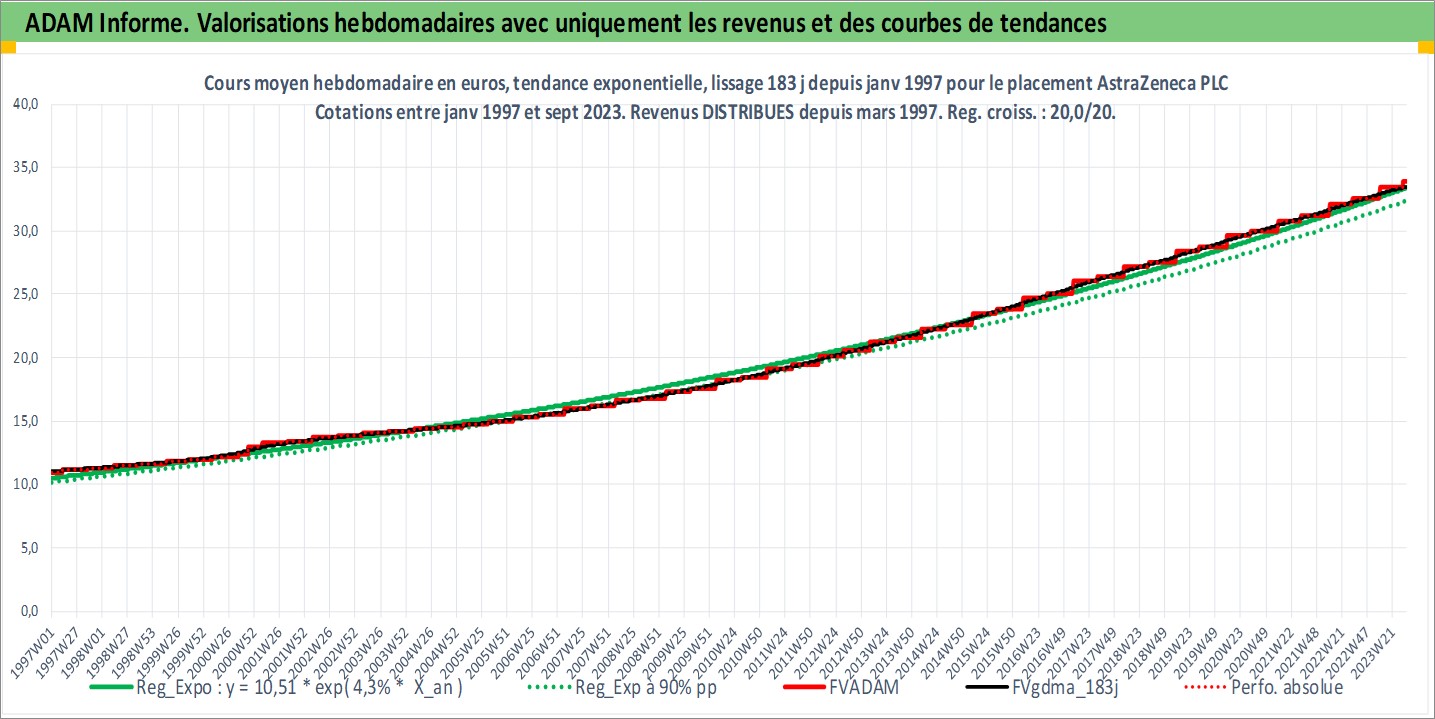 ADAM Informe. Valorisations hebdomadaires avec uniquement les revenus et des courbes de tendances
Cours moyen hebdomadaire en euros, tendance exponentielle, lissage 183 j depuis janv 1997 pour le placement AstraZeneca PLC
Cotations entre janv 1997 et sept 2023. Revenus DISTRIBUES depuis mars 1997. Reg. croiss. : 20,0/20.
40,0
35,0
30,0
25,0
20,0
15,0
10,0
5,0
0,0
1997W01
1997W27
1998W01
1998W27
1998W53
1999W26
1999W52
2000W26
2000W52
2001W26
2001W52
2002W26
2002W52
2003W26
2003W52
2004W26
2004W52
2005W25
2005W51
2006W25
2006W51
2007W25
2007W51
2008W25
2008W51
2009W25
2009W51
2010W24
2010W50
2011W24
2011W50
2012W24
2012W50
2013W24
2013W50
2014W24
2014W50
2015W24
2015W50
2016W23
2016W49
2017W23
2017W49
2018W23
2018W49
2019W23
2019W49
2020W23
2020W49
2021W22
2021W48
2022W21
2022W47
2023W21
Reg_Expo : y = 10,51 * exp( 4,3% * X_an )
Reg_Exp à 90% pp
FVADAM
FVgdma_183j
Perfo. absolue